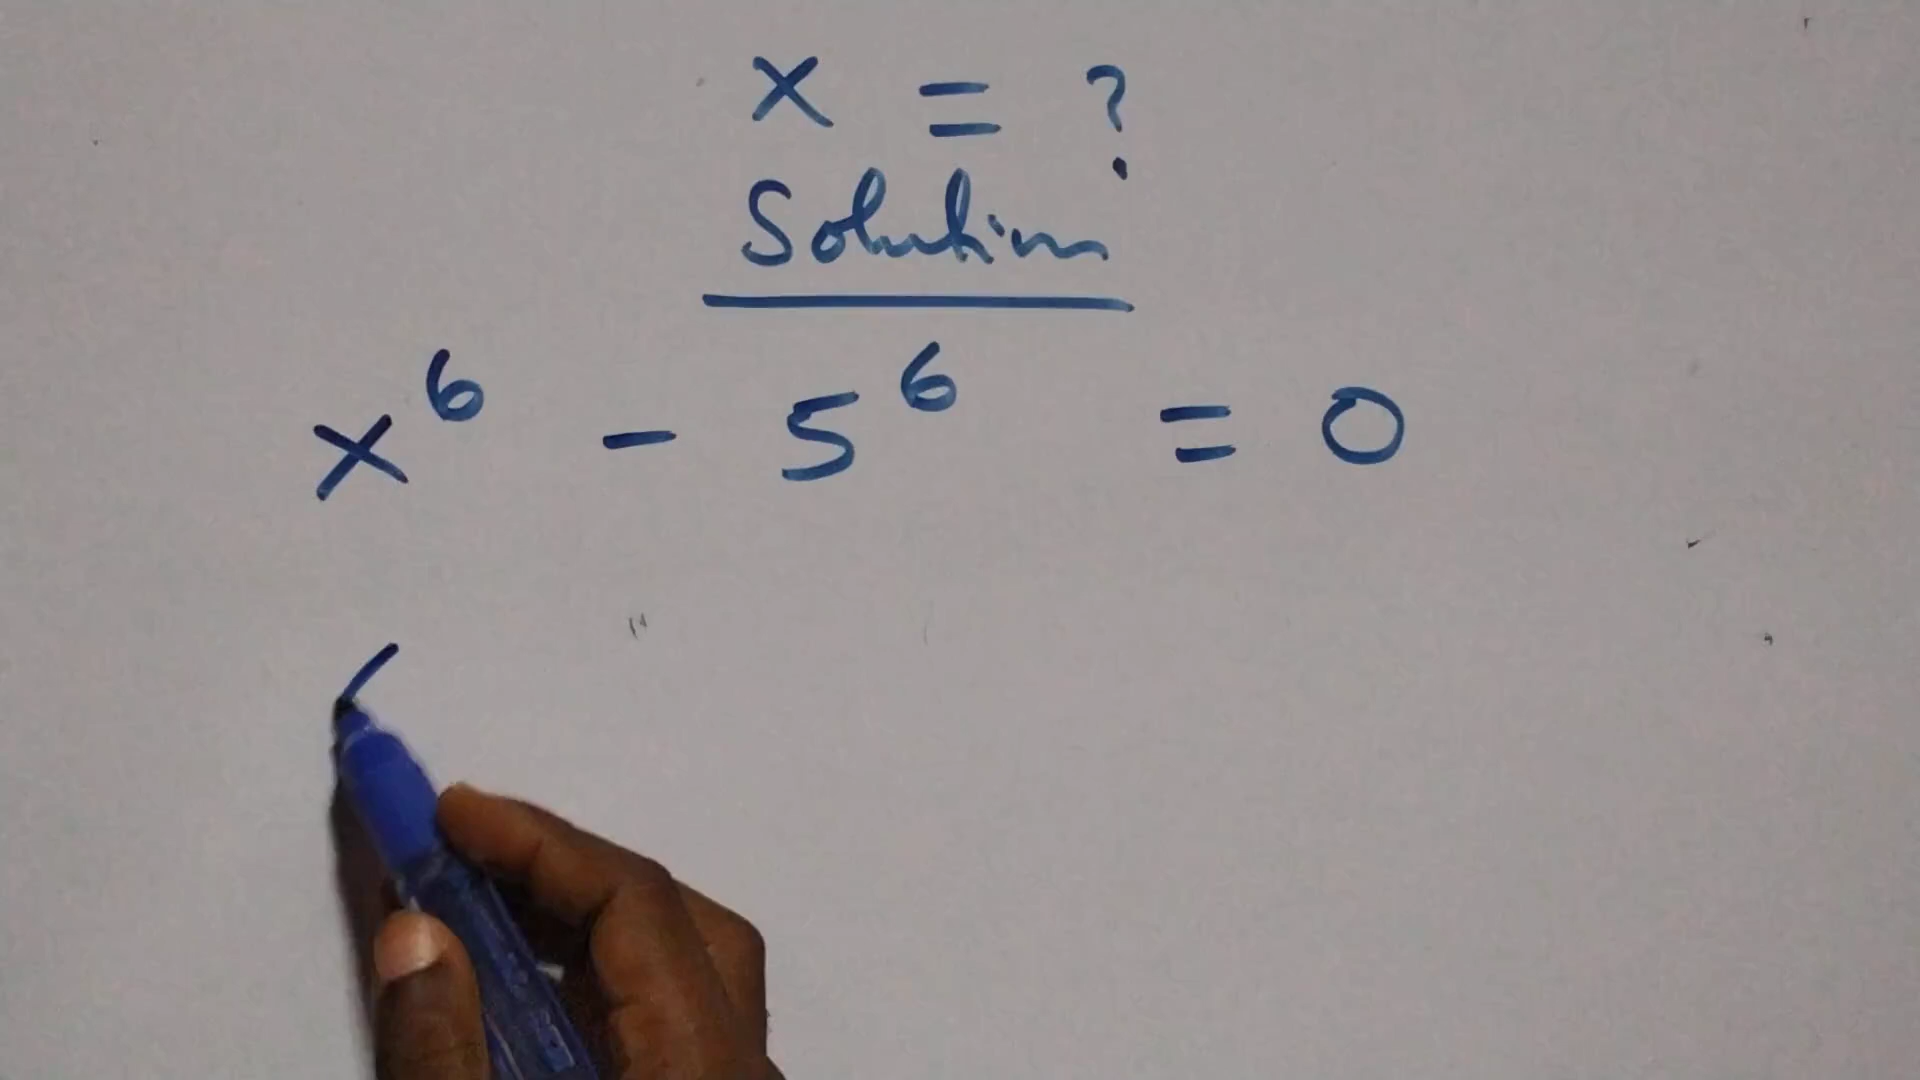 x = ?
Solution
x⁶ - 5⁶ = 0
(